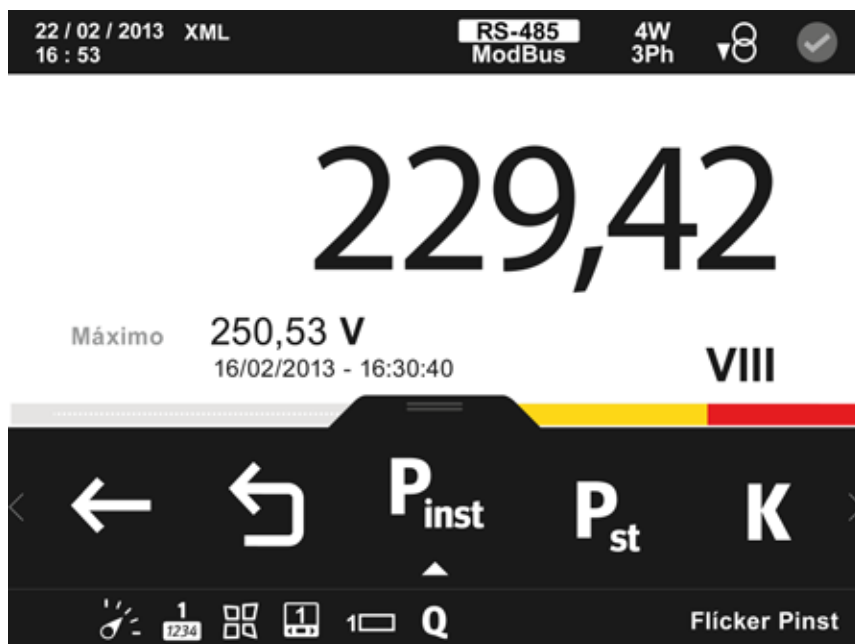 22 / 02 / 2013 XML RS-485 4W
16 : 53 ModBus 3Ph
229,42
Máximo 250,53 V
16/02/2013 - 16:30:40
VIII
Pinst Pst K
1
1234
1
1
Q
Flícker Pinst